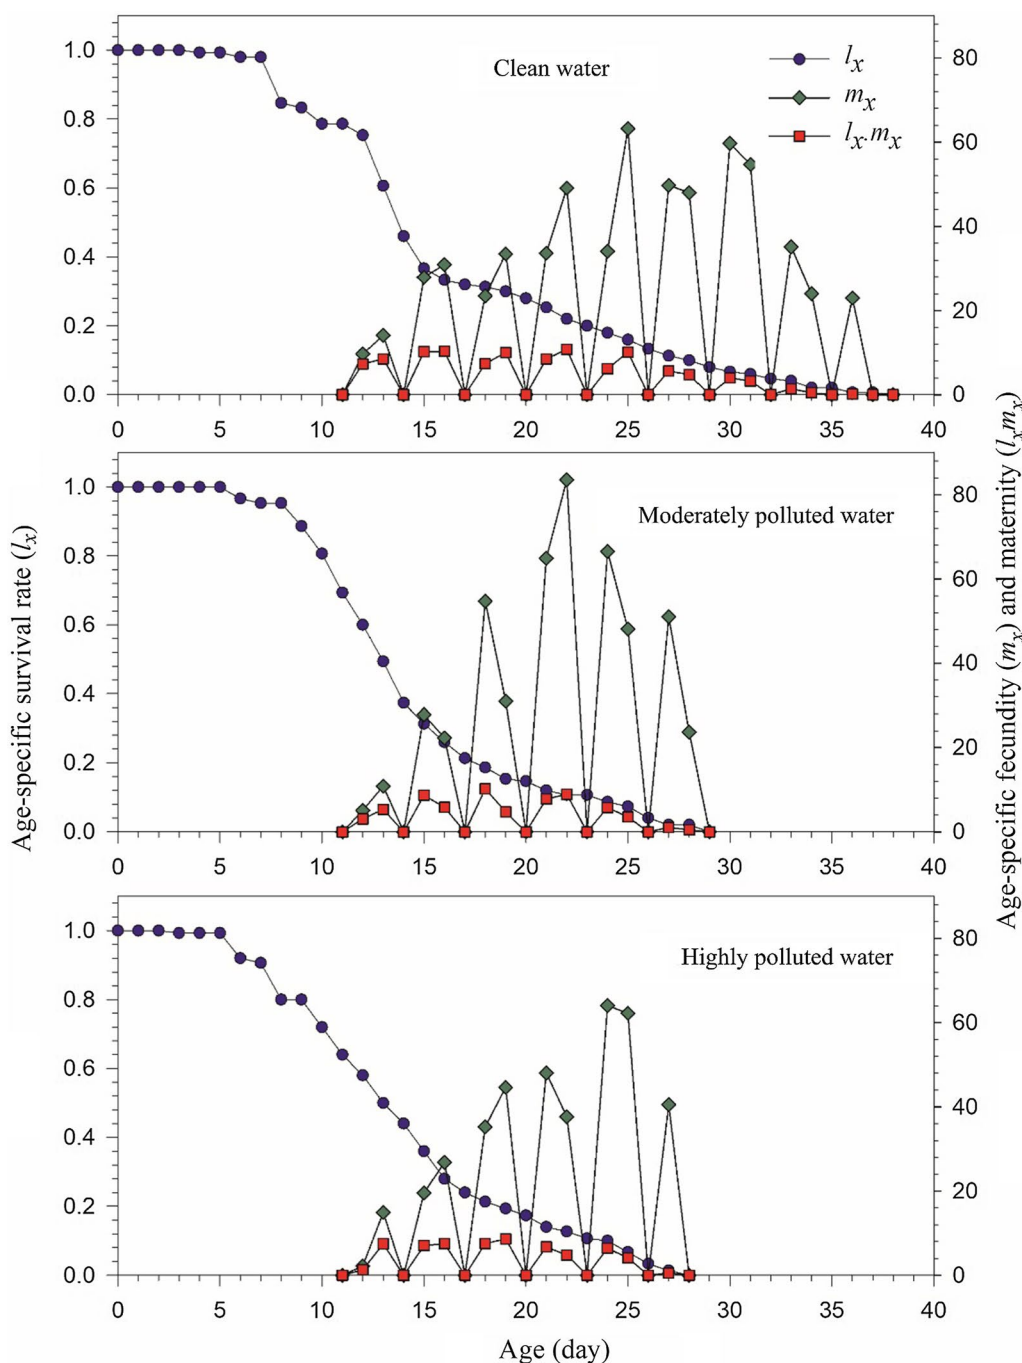 Clean water
lx
mx
lx.mx
1.0
0.8
0.6
0.4
0.2
0.0
80
60
40
20
0
0 5 10 15 20 25 30 35 40
Moderately polluted water
1.0
0.8
0.6
0.4
0.2
0.0
80
60
40
20
0
0 5 10 15 20 25 30 35 40
Age-specific survival rate (lx)
Age-specific fecundity (mx) and maternity (lxmx)
Highly polluted water
1.0
0.8
0.6
0.4
0.2
0.0
80
60
40
20
0
0 5 10 15 20 25 30 35 40
Age (day)